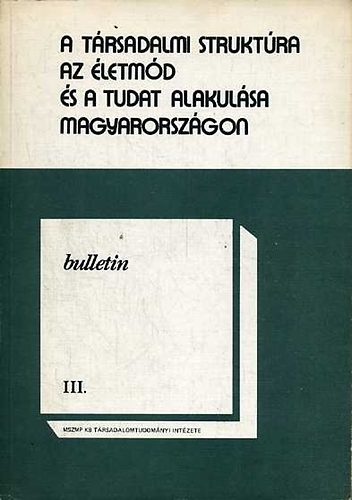 A TÁRSADALMI STRUKTÚRA
AZ ÉLETMÓD
ÉS A TUDAT ALAKULÁSA
MAGYARORSZÁGON
bulletin
III.
MSZMP KB TÁRSADALOMTUDOMÁNYI INTÉZETE